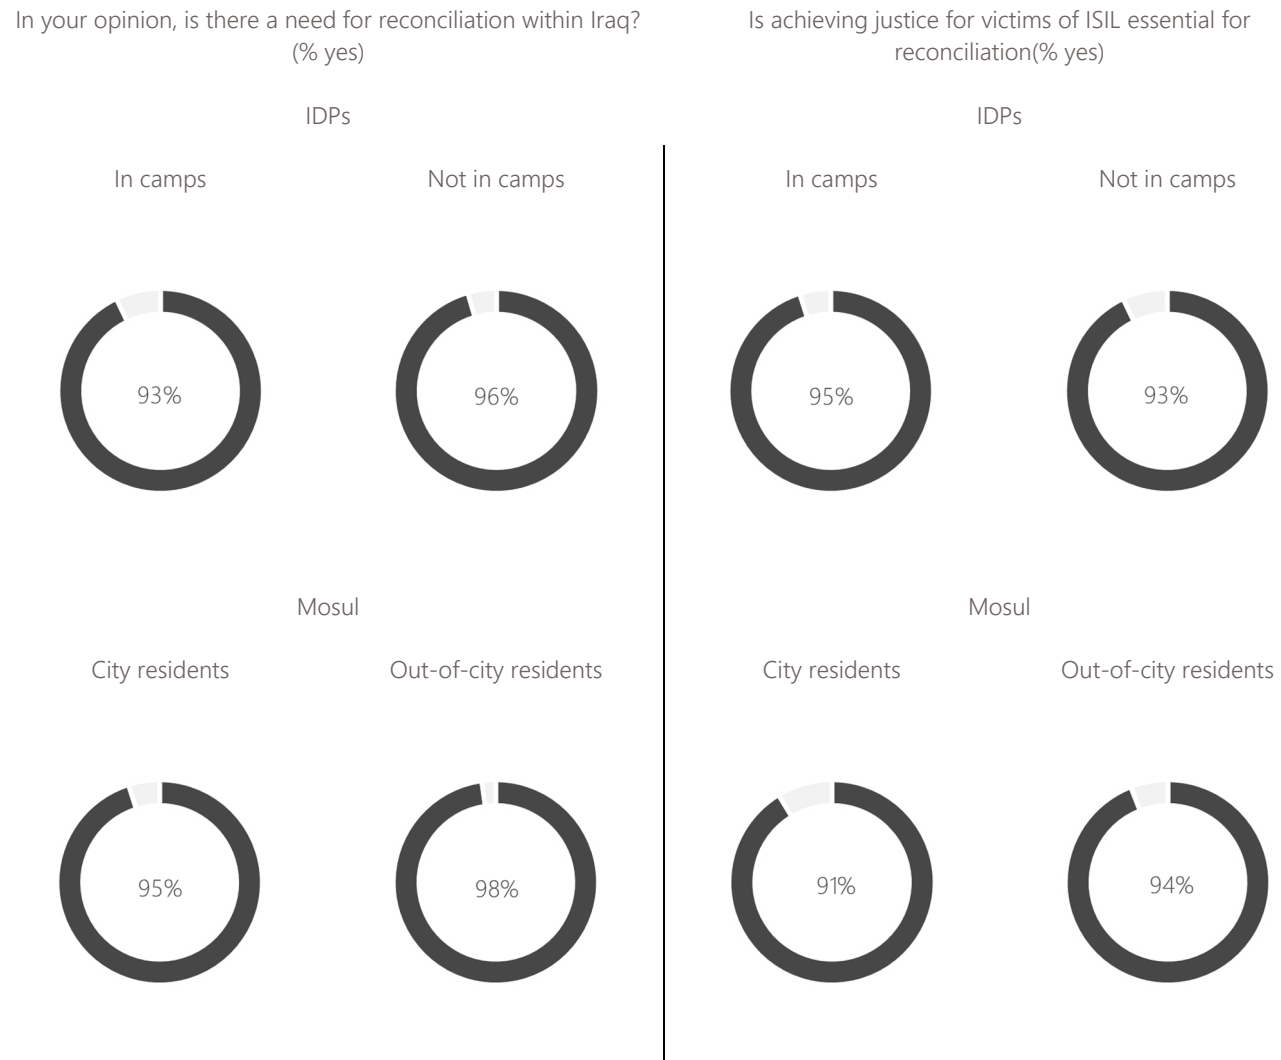 In your opinion, is there a need for reconciliation within Iraq?
(% yes)
IDPs
In camps
Not in camps
93%
96%
Mosul
City residents
Out-of-city residents
95%
98%
Is achieving justice for victims of ISIL essential for
reconciliation(% yes)
IDPs
In camps
Not in camps
95%
93%
Mosul
City residents
Out-of-city residents
91%
94%